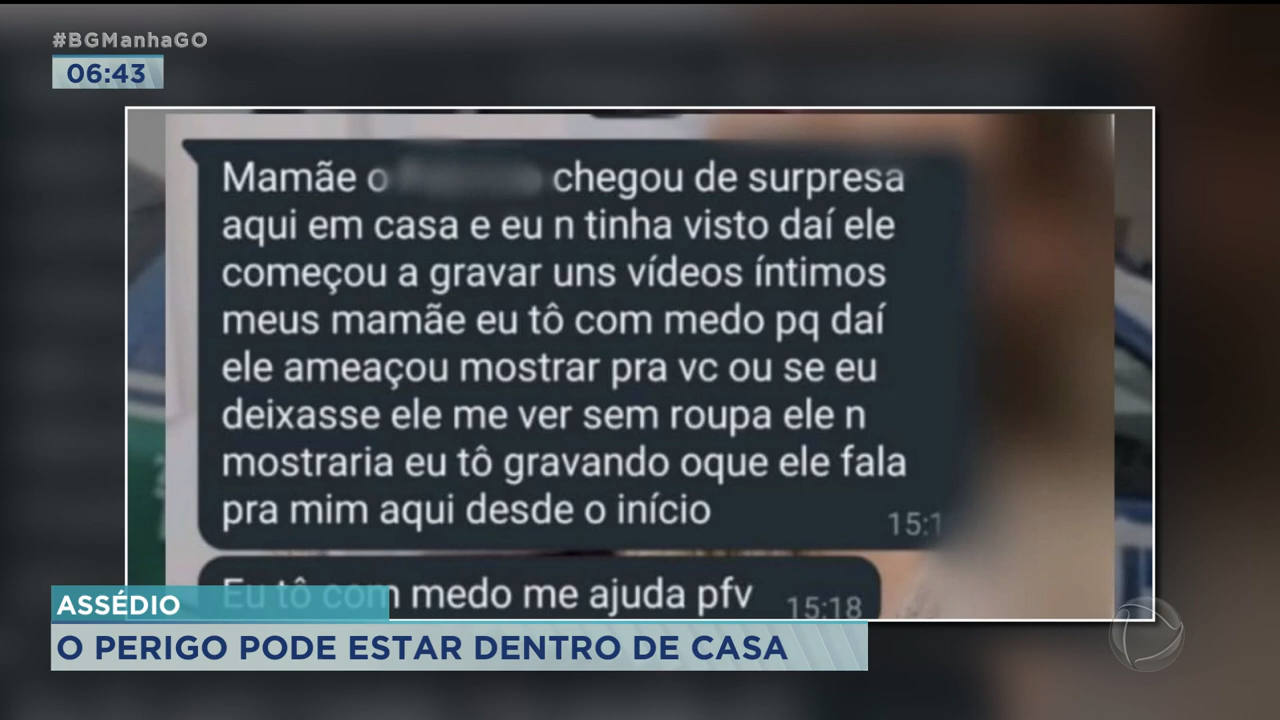 #BGManhaGO
06:43
Mamãe o chegou de surpresa
aqui em casa e eu n tinha visto daí ele
começou a gravar uns vídeos íntimos
meus mamãe eu tô com medo pq daí
ele ameaçou mostrar pra vc ou se eu
deixasse ele me ver sem roupa ele n
mostraria eu tô gravando oque ele fala
pra mim aqui desde o início
15:1
Eu tô com medo me ajuda pfv
15:18
ASSÉDIO
O PERIGO PODE ESTAR DENTRO DE CASA